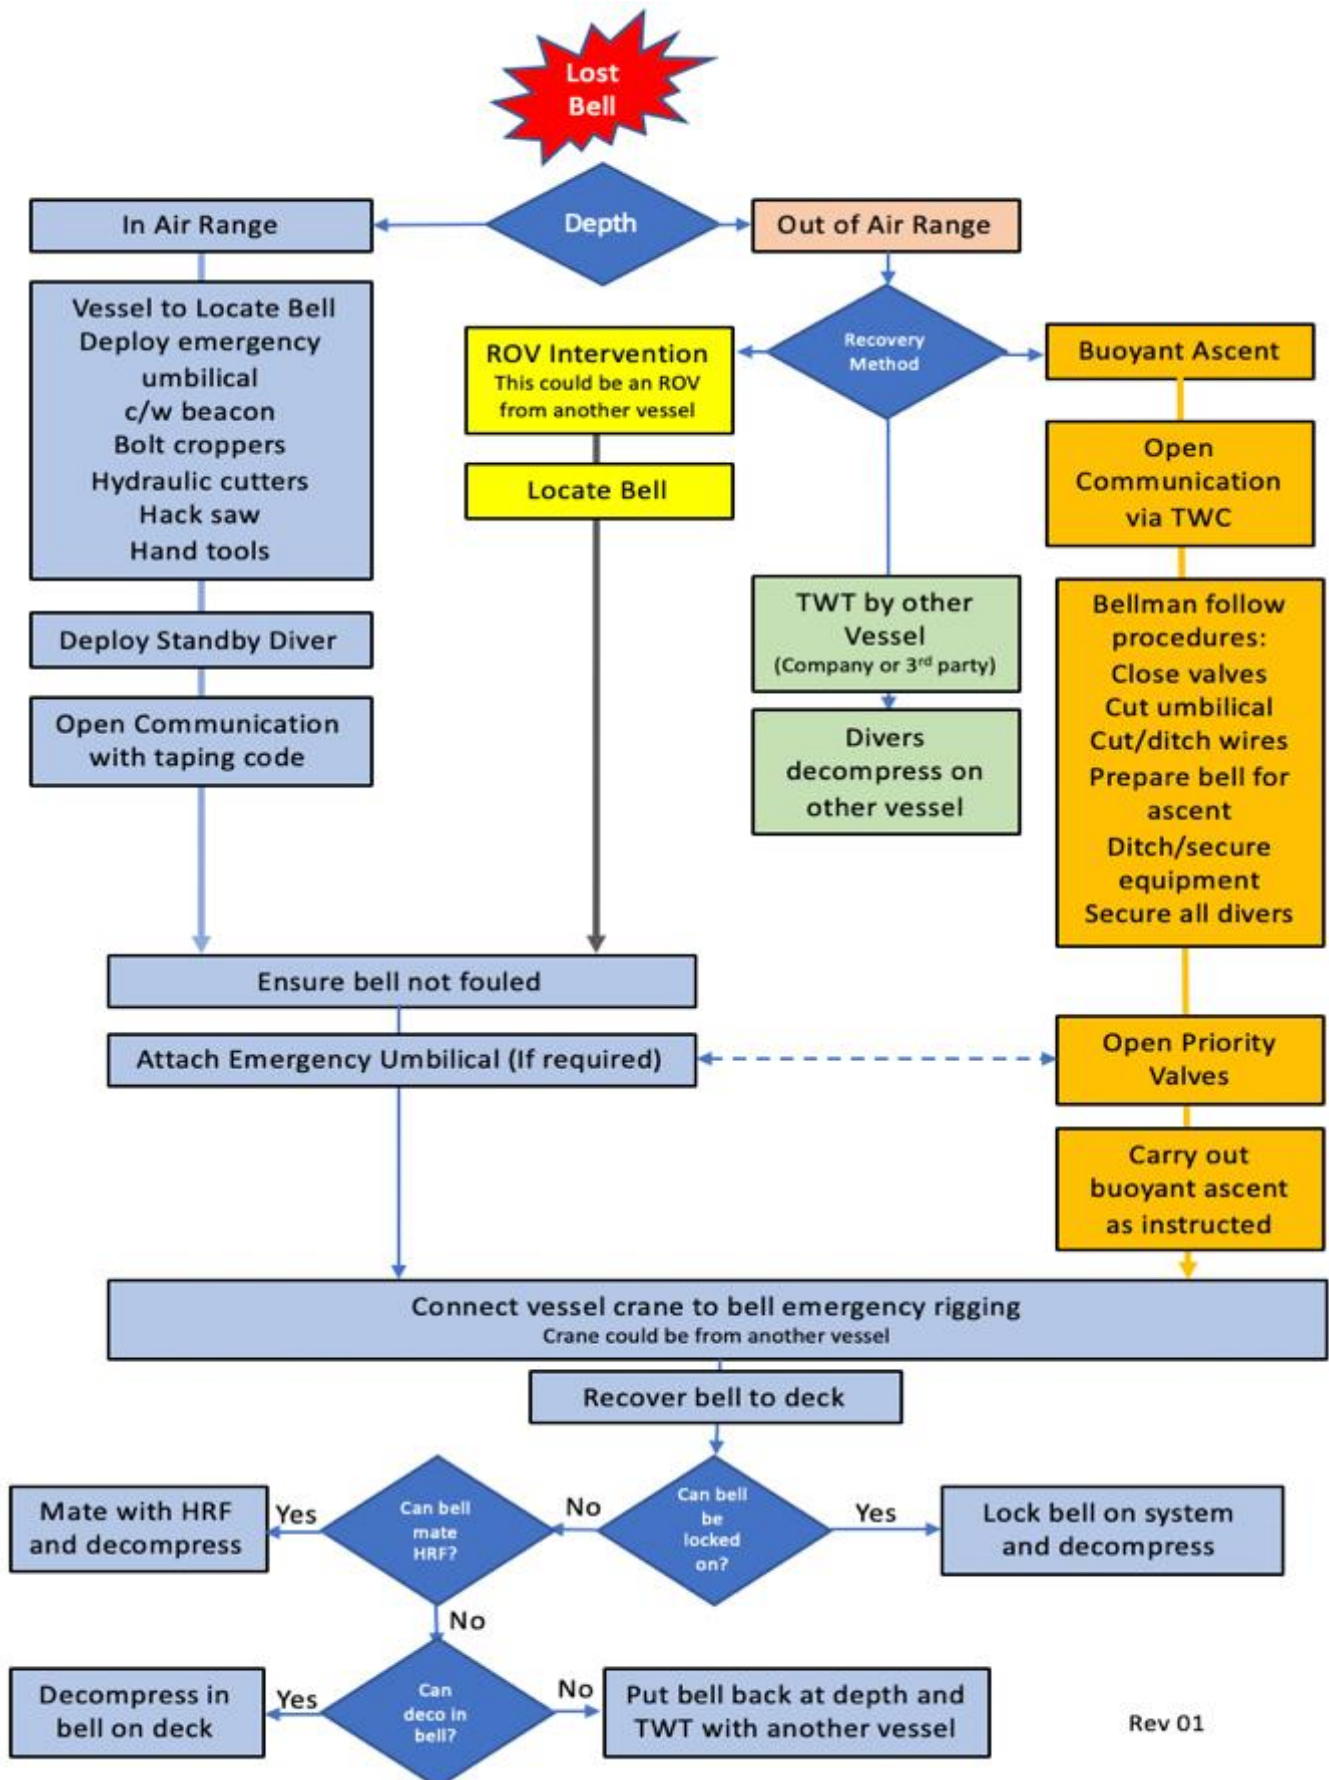 Lost
Bell
Depth
In Air Range
Out of Air Range
Vessel to Locate Bell
Deploy emergency
umbilical
c/w beacon
Bolt croppers
Hydraulic cutters
Hack saw
Hand tools
Deploy Standby Diver
Open Communication
with taping code
Recovery
Method
ROV Intervention
This could be an ROV
from another vessel
Locate Bell
TWT by other
Vessel
(Company or 3rd party)
Divers
decompress on
other vessel
Buoyant Ascent
Open
Communication
via TWC
Bellman follow
procedures:
Close valves
Cut umbilical
Cut/ditch wires
Prepare bell for
ascent
Ditch/secure
equipment
Secure all divers
Ensure bell not fouled
Attach Emergency Umbilical (If required)
Open Priority
Valves
Carry out
buoyant ascent
as instructed
Connect vessel crane to bell emergency rigging
Crane could be from another vessel
Recover bell to deck
Can bell
be
locked
on?
Yes
Lock bell on system
and decompress
No
Can bell
mate
HRF?
Yes
Mate with HRF
and decompress
No
Can
deco in
bell?
Yes
Decompress in
bell on deck
No
Put bell back at depth and
TWT with another vessel
Rev 01